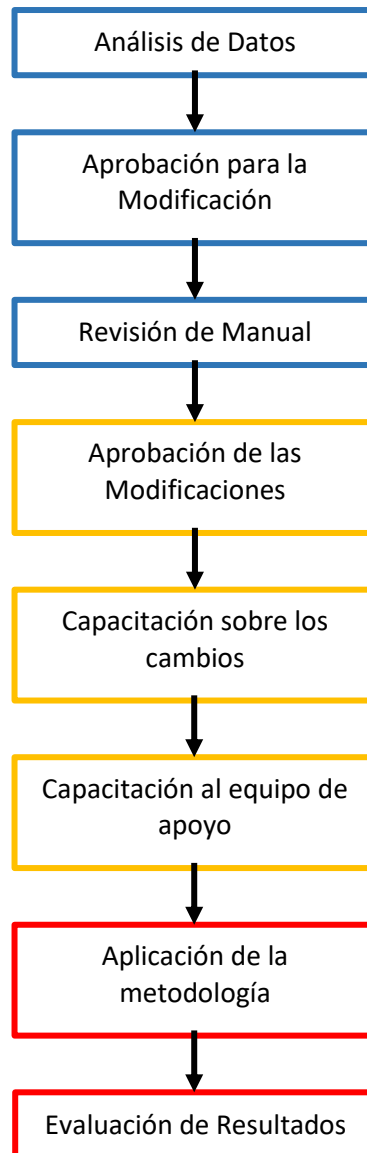 Análisis de Datos
Aprobación para la
Modificación
Revisión de Manual
Aprobación de las
Modificaciones
Capacitación sobre los
cambios
Capacitación al equipo de
apoyo
Aplicación de la
metodología
Evaluación de Resultados